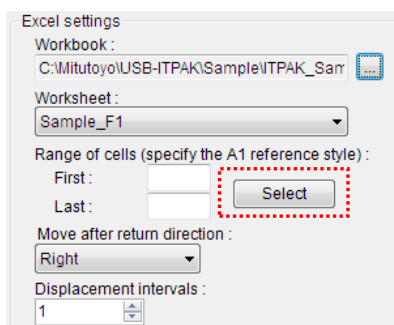 Excel settings
Workbook :
C:\Mitutoyo\USB-ITPAK\Sample\ITPAK_Sam ...
Worksheet :
Sample_F1
Range of cells (specify the A1 reference style) :
First :
Select
Last :
Move after return direction :
Right
Displacement intervals :
1